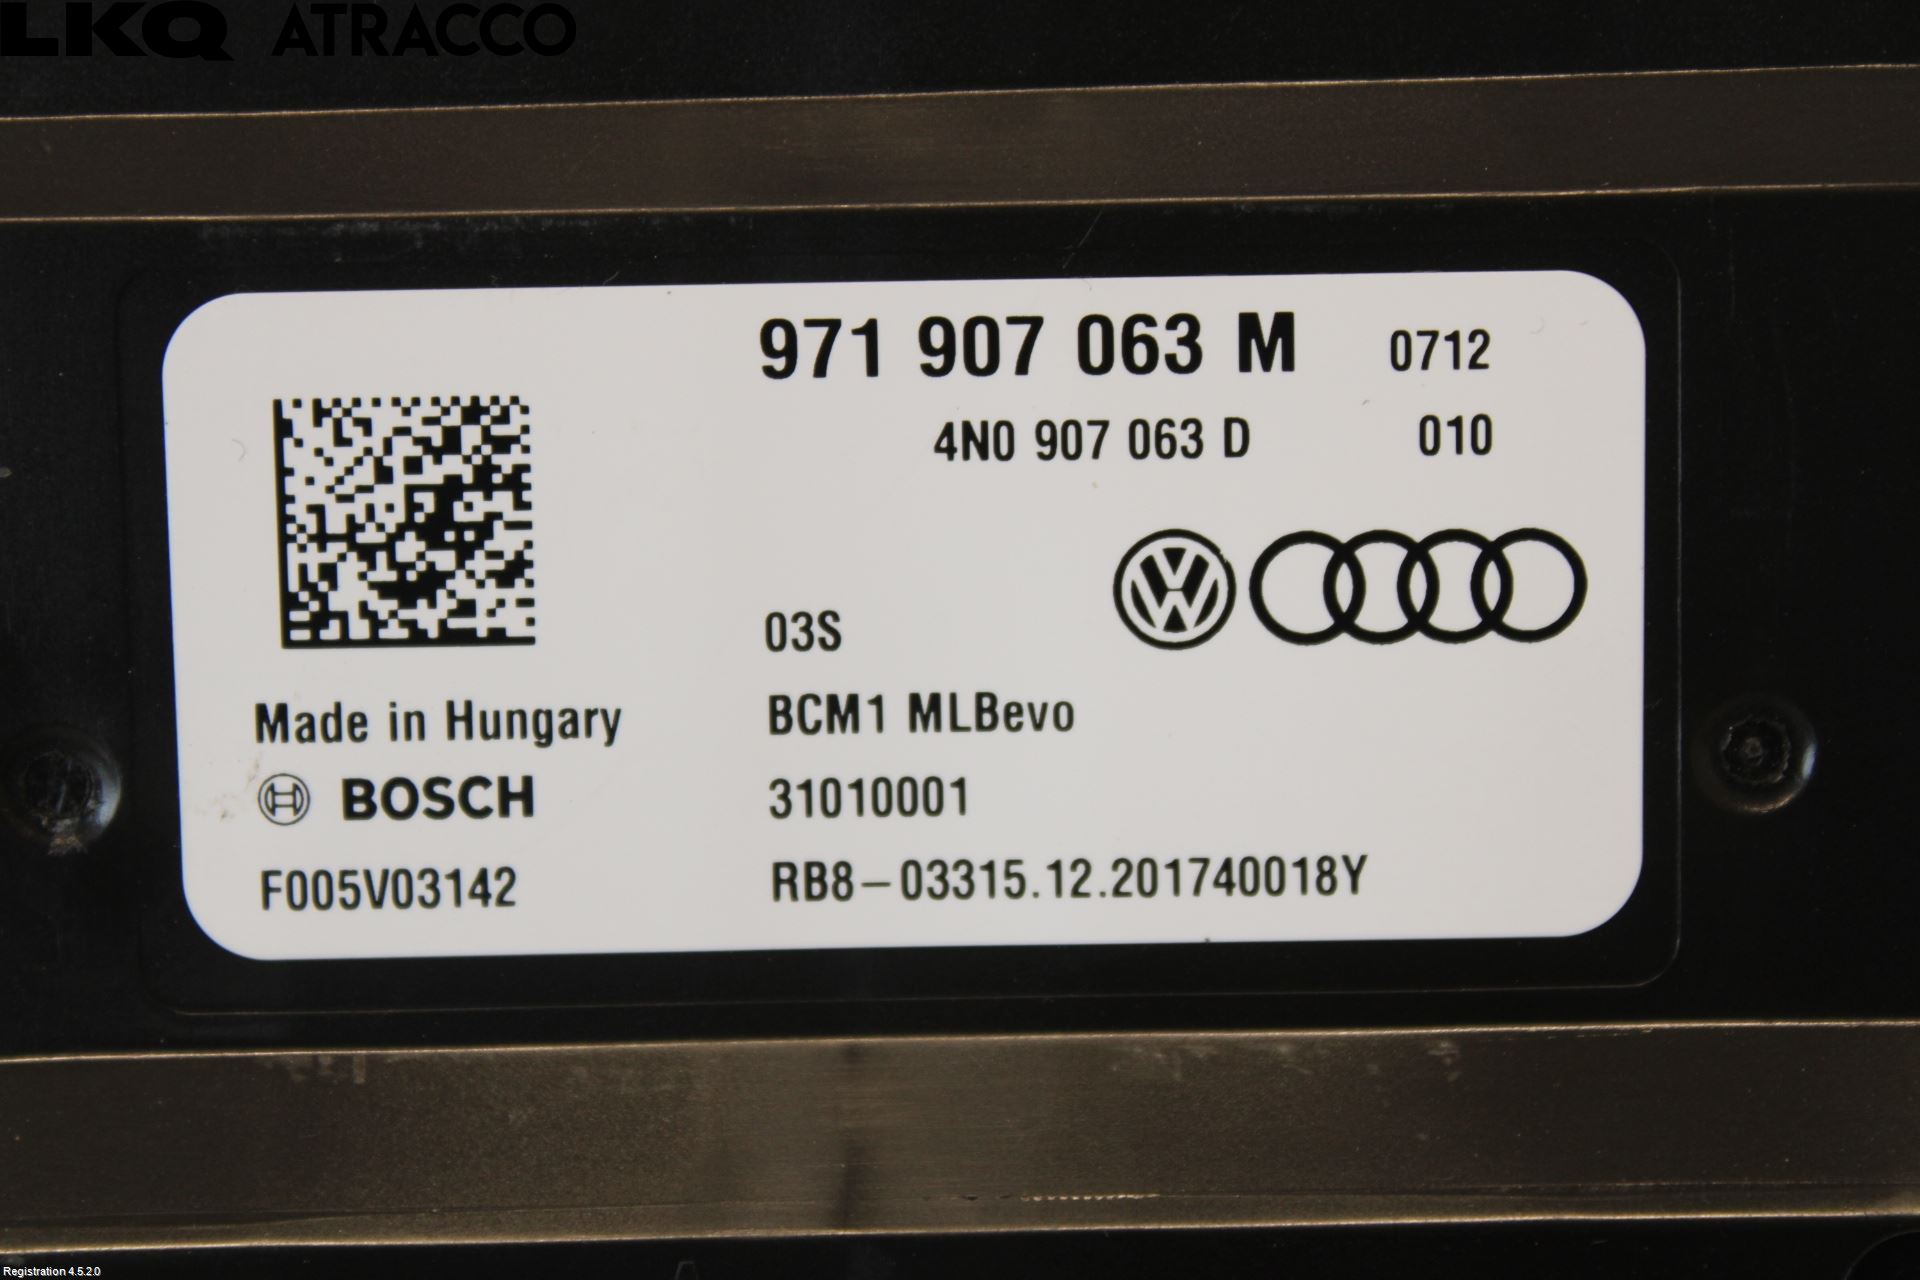 LKQ ATRACCO
971 907 063 M 0712
4N0 907 063 D 010
03S
Made in Hungary
BCM1 MLBevo
BOSCH
31010001
F005V03142
RB8-03315.12.201740018Y
Registration 4.5.2.0